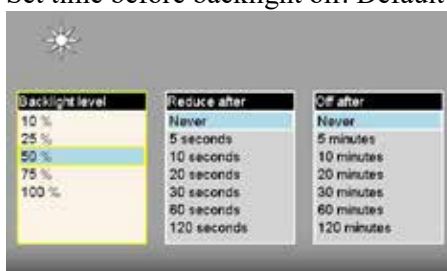 Set time before backlight off. Default
Backlight level
10 %
25 %
50 %
75 %
100 %
Reduce after
Never
5 seconds
10 seconds
20 seconds
30 seconds
60 seconds
120 seconds
Off after
Never
5 minutes
10 minutes
20 minutes
30 minutes
60 minutes
120 minutes